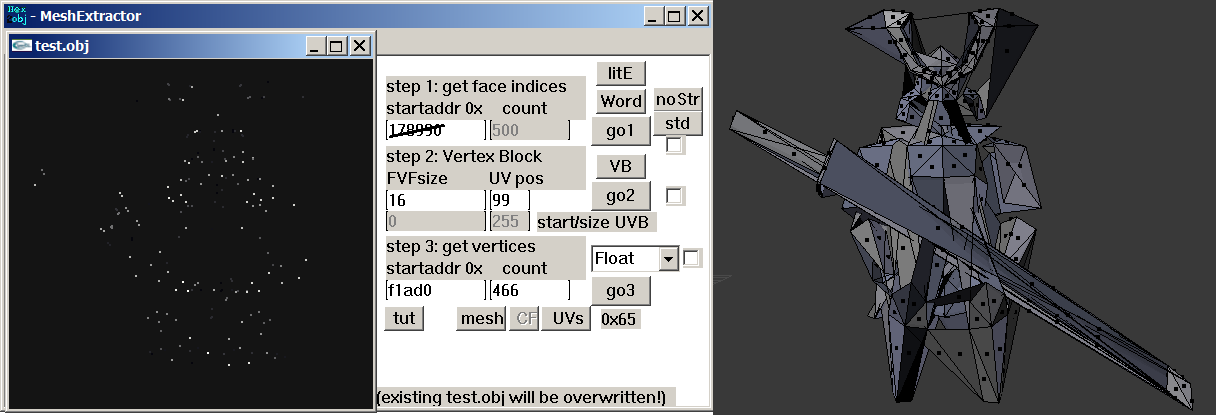 Hex
obj - MeshExtractor
test.obj
litE
step 1: get face indices
startaddr 0x count
Word
noStr
178990
500
go1
std
step 2: Vertex Block
VB
FVFsize UV pos
16
99
go2
0
255
start/size UVB
step 3: get vertices
startaddr 0x count
Float
f1ad0
466
go3
tut
mesh
CF
UVs
0x65
(existing test.obj will be overwritten!)